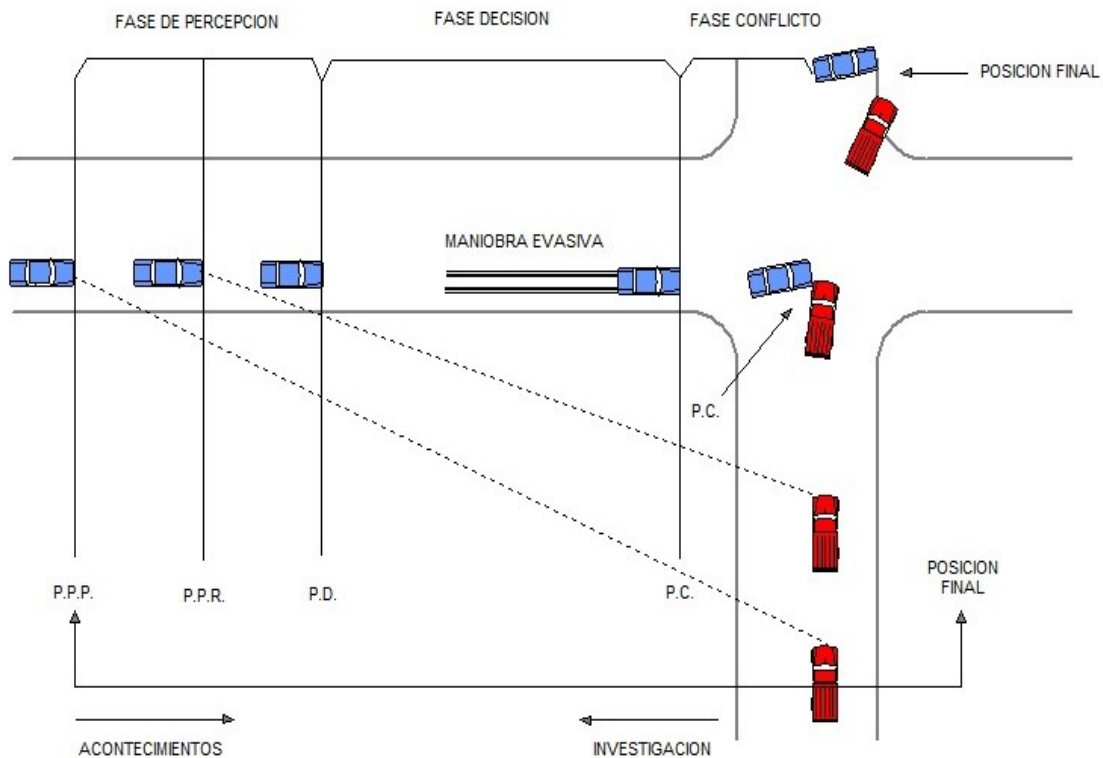 FASE DE PERCEPCION
FASE DECISION
FASE CONFLICTO
POSICION FINAL
MANIOBRA EVASIVA
P.C.
P.P.P.
P.P.R.
P.D.
P.C.
POSICION
FINAL
ACONTECIMIENTOS
INVESTIGACION